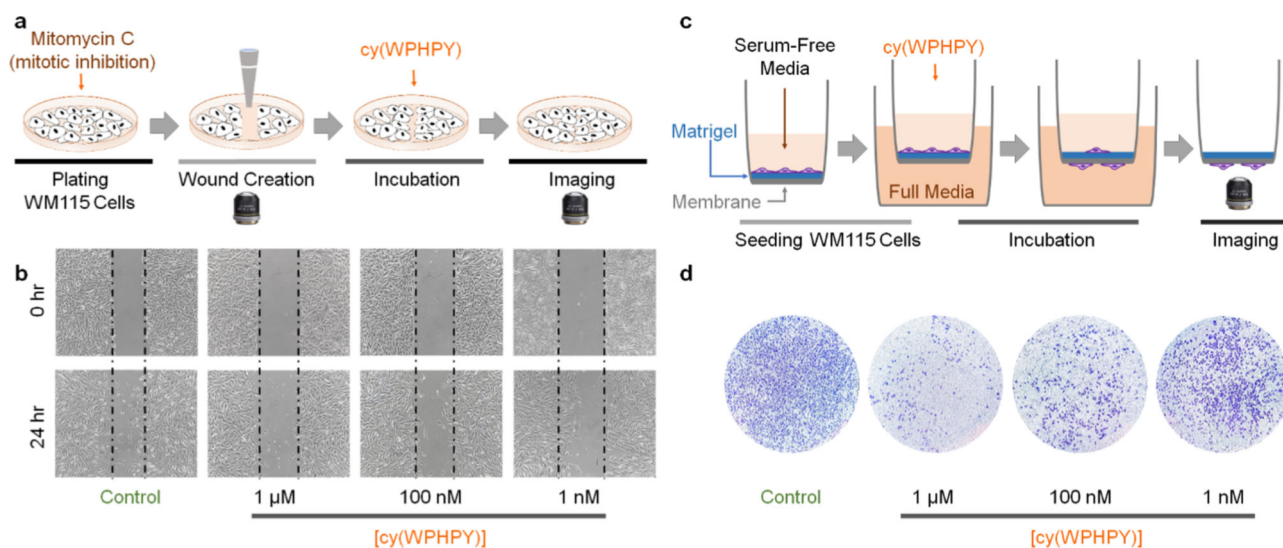 a
Mitomycin C
(mitotic inhibition)
cy(WPHPY)
Plating
WM115 Cells
Wound Creation
Incubation
Imaging
b
0 hr
24 hr
Control
1 µM
100 nM
1 nM
[cy(WPHPY)]
c
Serum-Free
Media
cy(WPHPY)
Matrigel
Membrane
Full Media
Seeding WM115 Cells
Incubation
Imaging
d
Control
1 µM
100 nM
1 nM
[cy(WPHPY)]